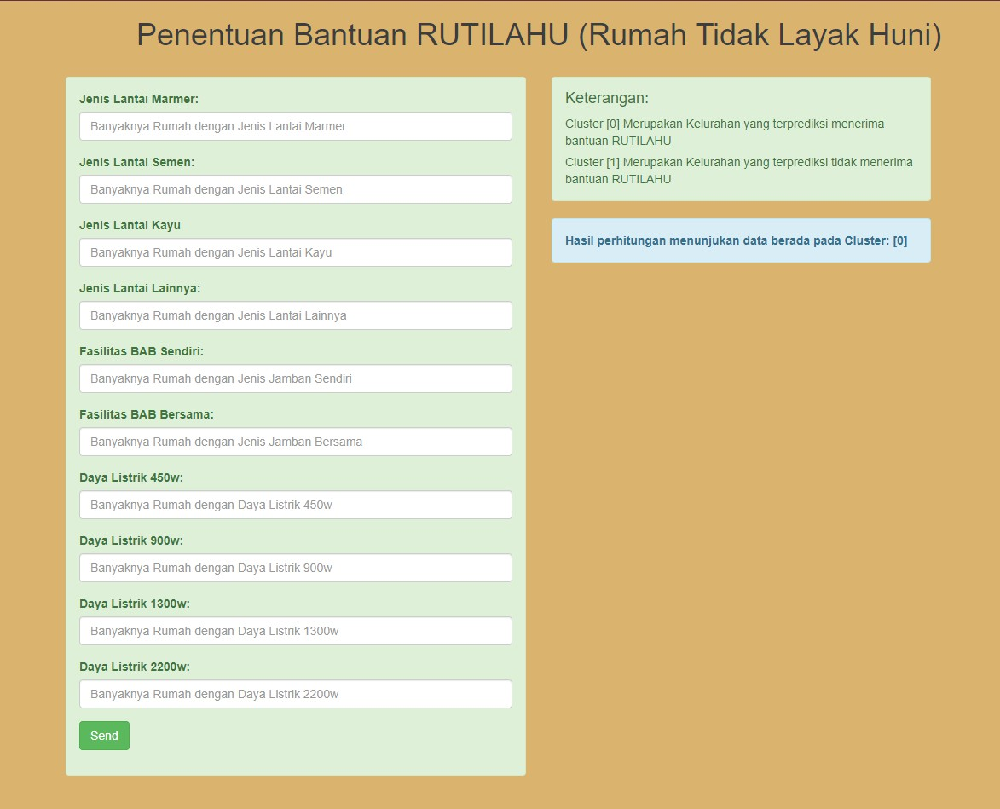 Penentuan Bantuan RUTILAHU (Rumah Tidak Layak Huni)
Jenis Lantai Marmer:
Banyaknya Rumah dengan Jenis Lantai Marmer
Jenis Lantai Semen:
Banyaknya Rumah dengan Jenis Lantai Semen
Jenis Lantai Kayu
Banyaknya Rumah dengan Jenis Lantai Kayu
Jenis Lantai Lainnya:
Banyaknya Rumah dengan Jenis Lantai Lainnya
Fasilitas BAB Sendiri:
Banyaknya Rumah dengan Jenis Jamban Sendiri
Fasilitas BAB Bersama:
Banyaknya Rumah dengan Jenis Jamban Bersama
Daya Listrik 450w:
Banyaknya Rumah dengan Daya Listrik 450w
Daya Listrik 900w:
Banyaknya Rumah dengan Daya Listrik 900w
Daya Listrik 1300w:
Banyaknya Rumah dengan Daya Listrik 1300w
Daya Listrik 2200w:
Banyaknya Rumah dengan Daya Listrik 2200w
Send
Keterangan:
Cluster [0] Merupakan Kelurahan yang terprediksi menerima
bantuan RUTILAHU
Cluster [1] Merupakan Kelurahan yang terprediksi tidak menerima
bantuan RUTILAHU
Hasil perhitungan menunjukan data berada pada Cluster: [0]